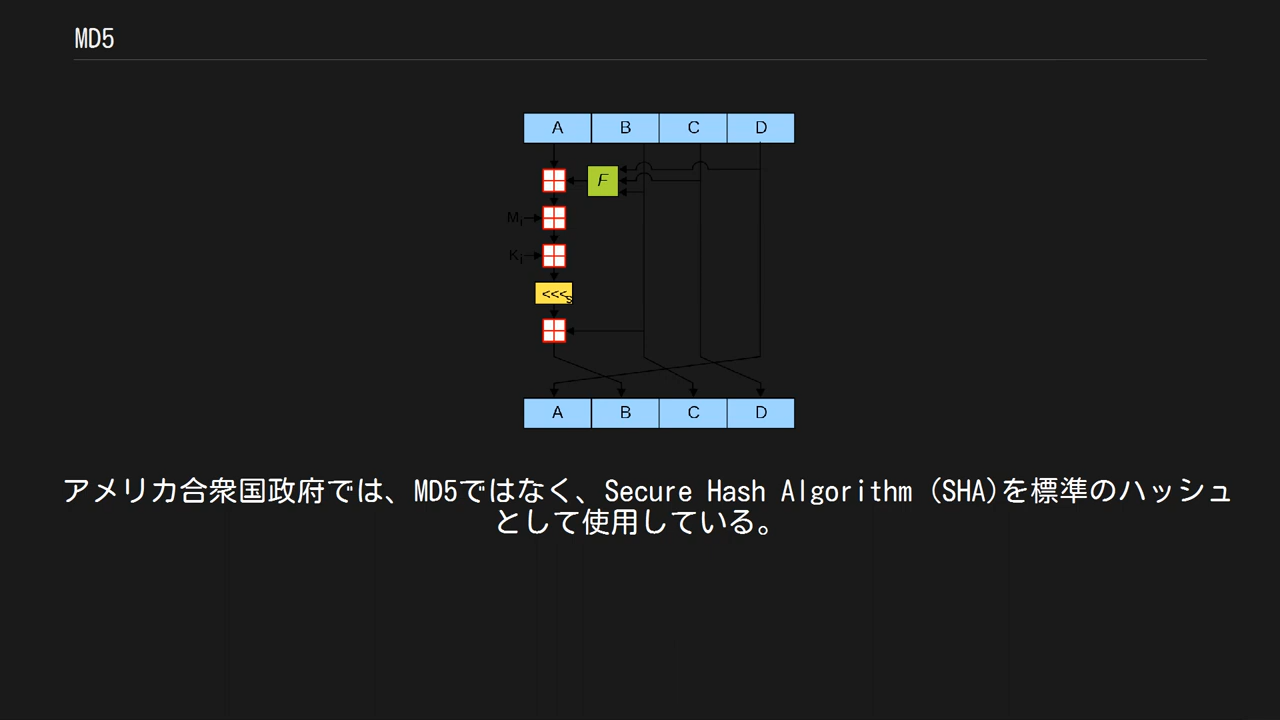 MD5
A B C D
F
Mi
Ki
<<<s
A B C D
アメリカ合衆国政府では、MD5ではなく、Secure Hash Algorithm (SHA)を標準のハッシュ
として使用している。